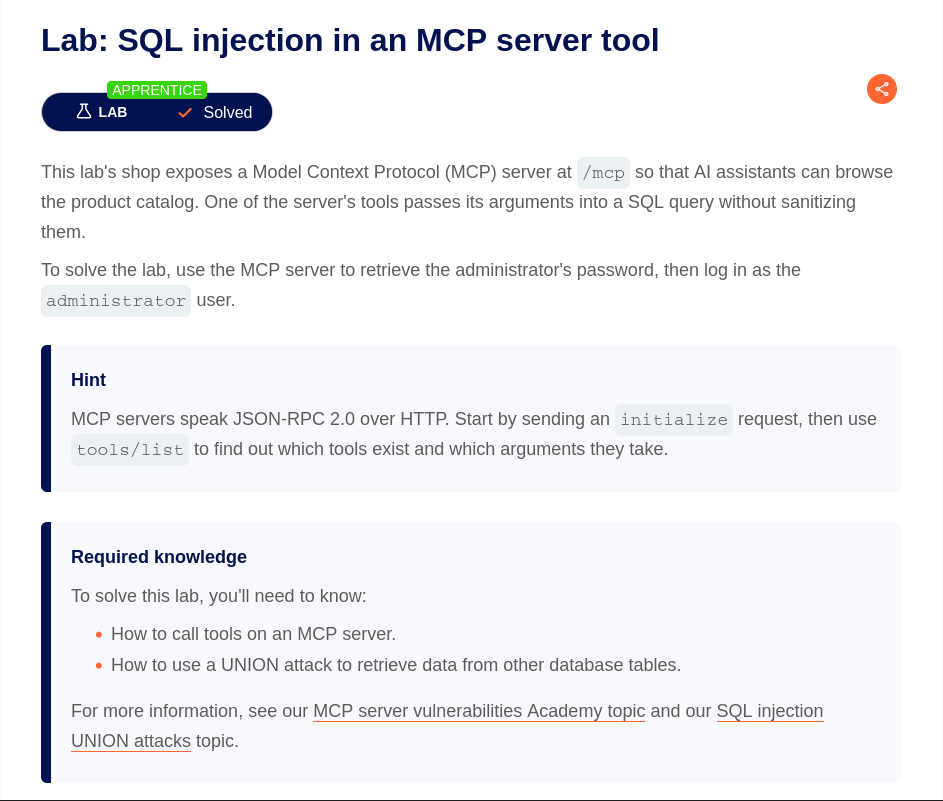 Lab: SQL injection in an MCP server tool
APPRENTICE
LAB Solved
This lab's shop exposes a Model Context Protocol (MCP) server at /mcp so that AI assistants can browse
the product catalog. One of the server's tools passes its arguments into a SQL query without sanitizing
them.
To solve the lab, use the MCP server to retrieve the administrator's password, then log in as the
administrator user.
Hint
MCP servers speak JSON-RPC 2.0 over HTTP. Start by sending an initialize request, then use
tools/list to find out which tools exist and which arguments they take.
Required knowledge
To solve this lab, you'll need to know:
• How to call tools on an MCP server.
• How to use a UNION attack to retrieve data from other database tables.
For more information, see our MCP server vulnerabilities Academy topic and our SQL injection
UNION attacks topic.